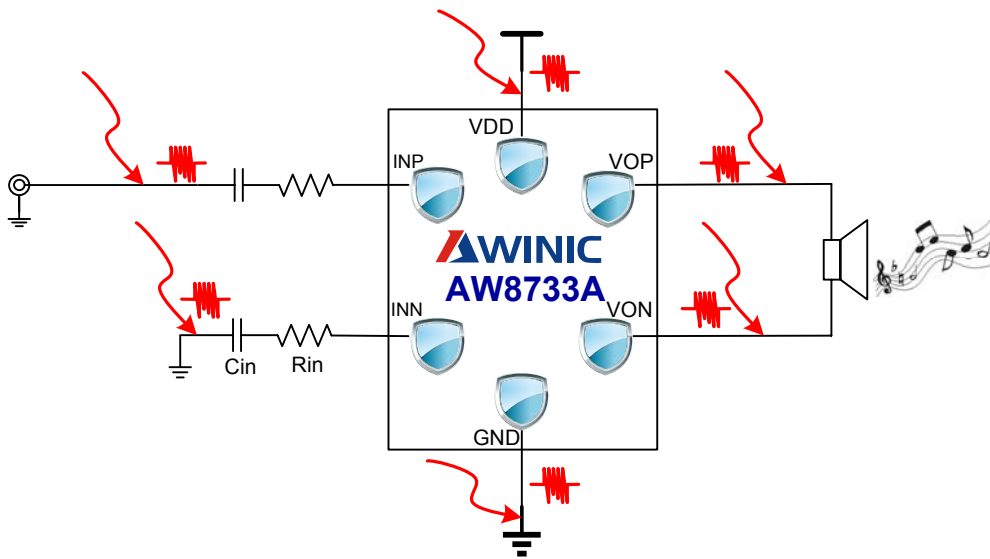 VDD
INP
VOP
AWINIC
AW8733A
INN
VON
Cin
Rin
GND